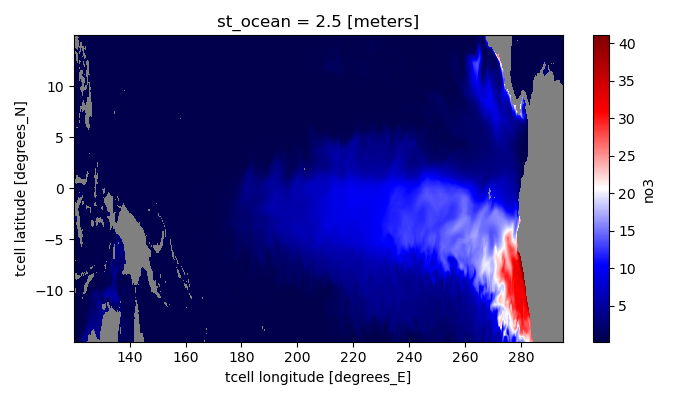 st_ocean = 2.5 [meters]
10
5
0
−5
−10
tcell latitude [degrees_N]
140 160 180 200 220 240 260 280
tcell longitude [degrees_E]
40
35
30
25
20
15
10
5
no3